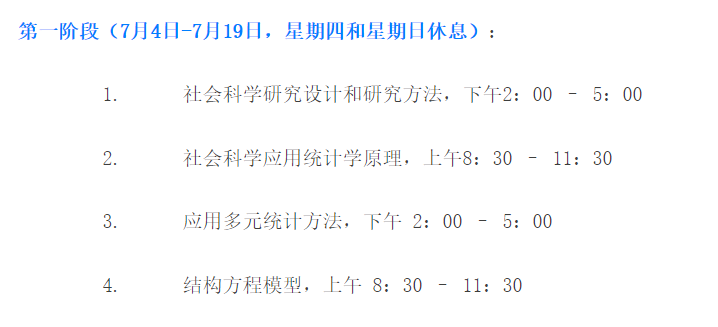 第一阶段（7月4日-7月19日，星期四和星期日休息）：
1. 社会科学研究设计和研究方法，下午2：00 – 5：00
2. 社会科学应用统计学原理，上午8：30 – 11：30
3. 应用多元统计方法，下午 2：00 – 5：00
4. 结构方程模型，上午 8：30 – 11：30